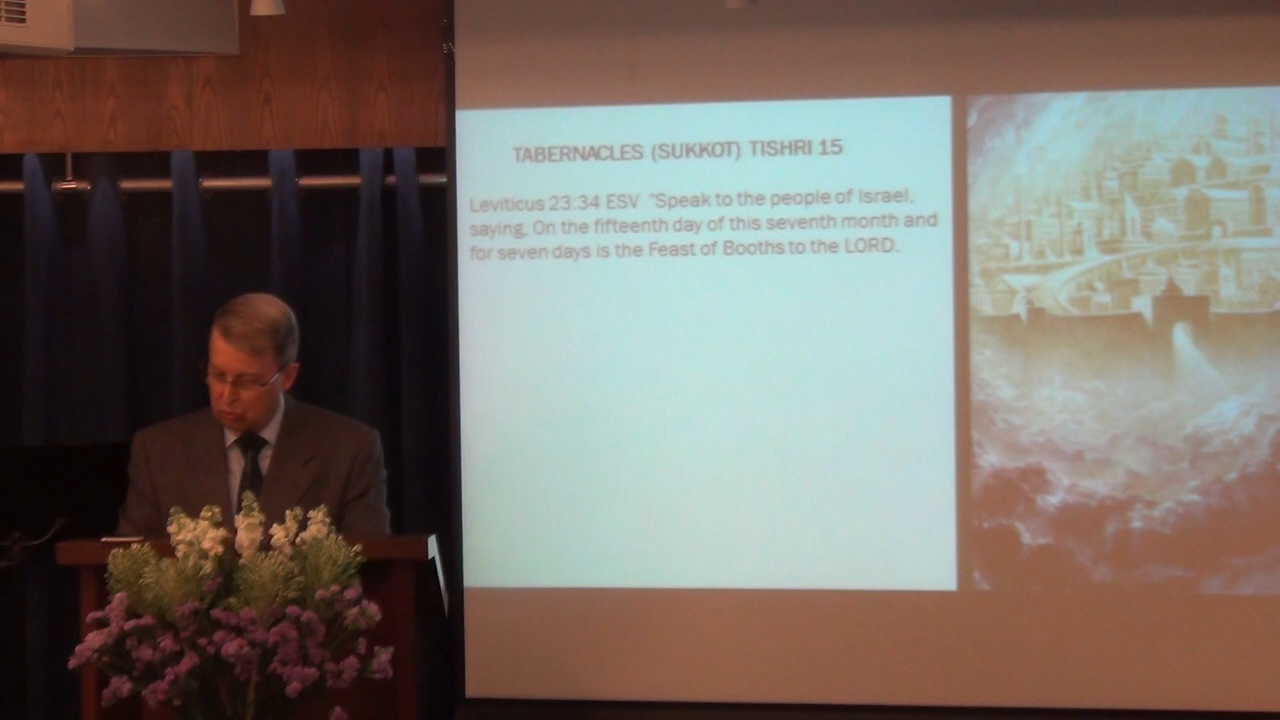 TABERNACLES (SUKKOT) TISHRI 15
Leviticus 23:34 ESV "Speak to the people of Israel,
saying, On the fifteenth day of this seventh month and
for seven days is the Feast of Booths to the LORD.